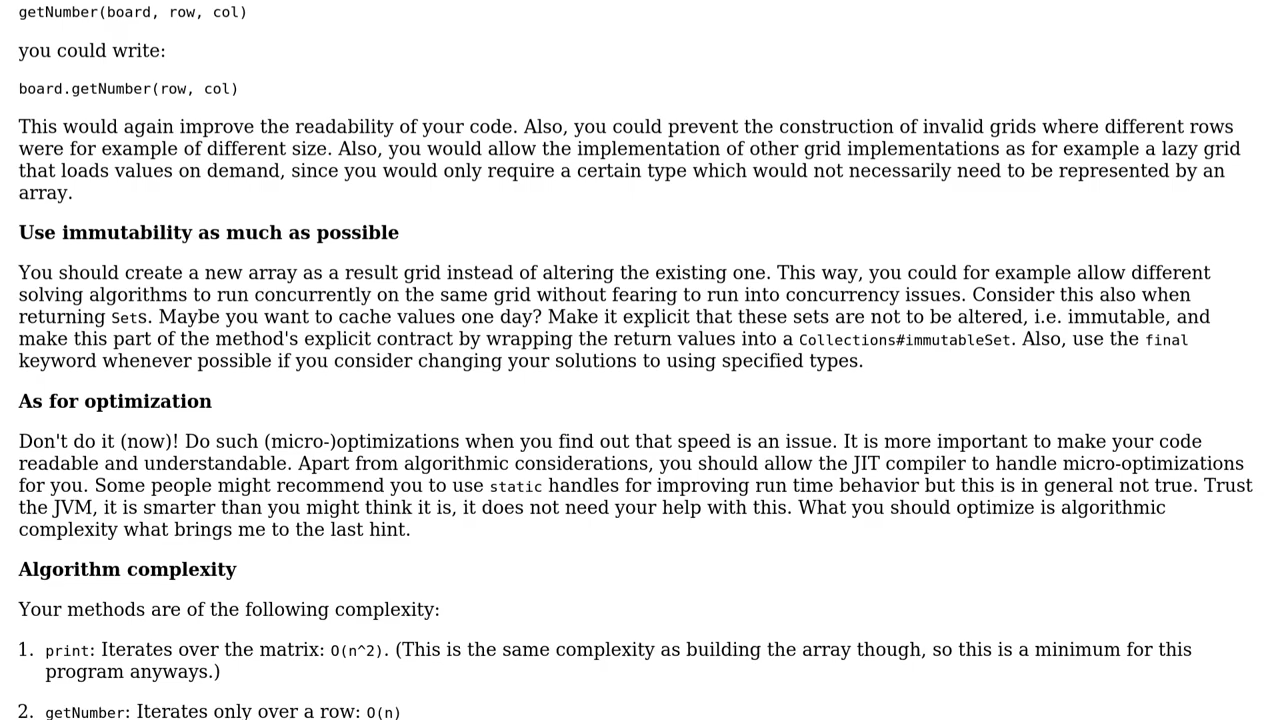 getNumber(board, row, col)
you could write:
board.getNumber(row, col)
This would again improve the readability of your code. Also, you could prevent the construction of invalid grids where different rows
were for example of different size. Also, you would allow the implementation of other grid implementations as for example a lazy grid
that loads values on demand, since you would only require a certain type which would not necessarily need to be represented by an
array.
Use immutability as much as possible
You should create a new array as a result grid instead of altering the existing one. This way, you could for example allow different
solving algorithms to run concurrently on the same grid without fearing to run into concurrency issues. Consider this also when
returning Sets. Maybe you want to cache values one day? Make it explicit that these sets are not to be altered, i.e. immutable, and
make this part of the method's explicit contract by wrapping the return values into a Collections#immutableSet. Also, use the final
keyword whenever possible if you consider changing your solutions to using specified types.
As for optimization
Don't do it (now)! Do such (micro-)optimizations when you find out that speed is an issue. It is more important to make your code
readable and understandable. Apart from algorithmic considerations, you should allow the JIT compiler to handle micro-optimizations
for you. Some people might recommend you to use static handles for improving run time behavior but this is in general not true. Trust
the JVM, it is smarter than you might think it is, it does not need your help with this. What you should optimize is algorithmic
complexity what brings me to the last hint.
Algorithm complexity
Your methods are of the following complexity:
1. print: Iterates over the matrix: O(n^2). (This is the same complexity as building the array though, so this is a minimum for this
program anyways.)
2. getNumber: Iterates only over a row: O(n)